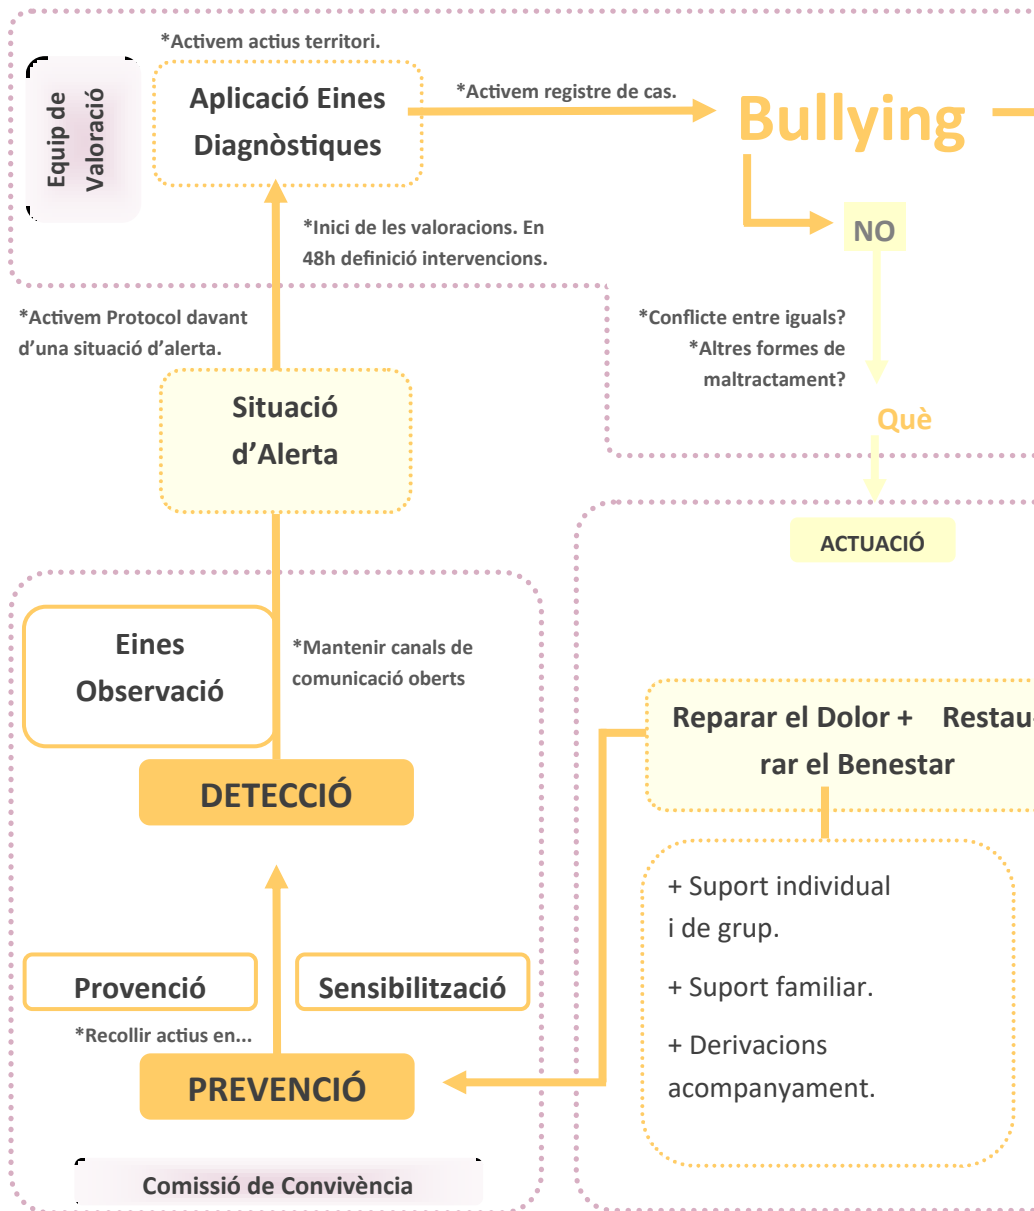 *Activem actius territori.
Equip de
Valoració
Aplicació Eines
Diagnòstiques
*Activem registre de cas.
Bullying
*Inici de les valoracions. En
48h definició intervencions.
NO
*Activem Protocol davant
d'una situació d'alerta.
*Conflicte entre iguals?
*Altres formes de
maltractament?
Situació
d'Alerta
Què
ACTUACIÓ
Eines
Observació
*Mantenir canals de
comunicació oberts
DETECCIÓ
Reparar el Dolor + Restau-
rar el Benestar
+ Suport individual
i de grup.
+ Suport familiar.
+ Derivacions
acompanyament.
Provenció
Sensibilització
*Recollir actius en...
PREVENCIÓ
Comissió de Convivència